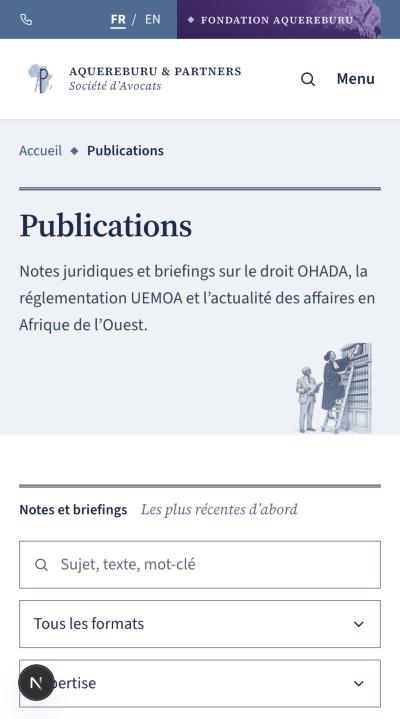 FR / EN
FONDATION AQUEREBURU
AQUEREBURU & PARTNERS
Société d'Avocats
Menu
Accueil ◆ Publications
Publications
Notes juridiques et briefings sur le droit OHADA, la
réglementation UEMOA et l'actualité des affaires en
Afrique de l'Ouest.
Notes et briefings Les plus récentes d'abord
Sujet, texte, mot-clé
Tous les formats
N